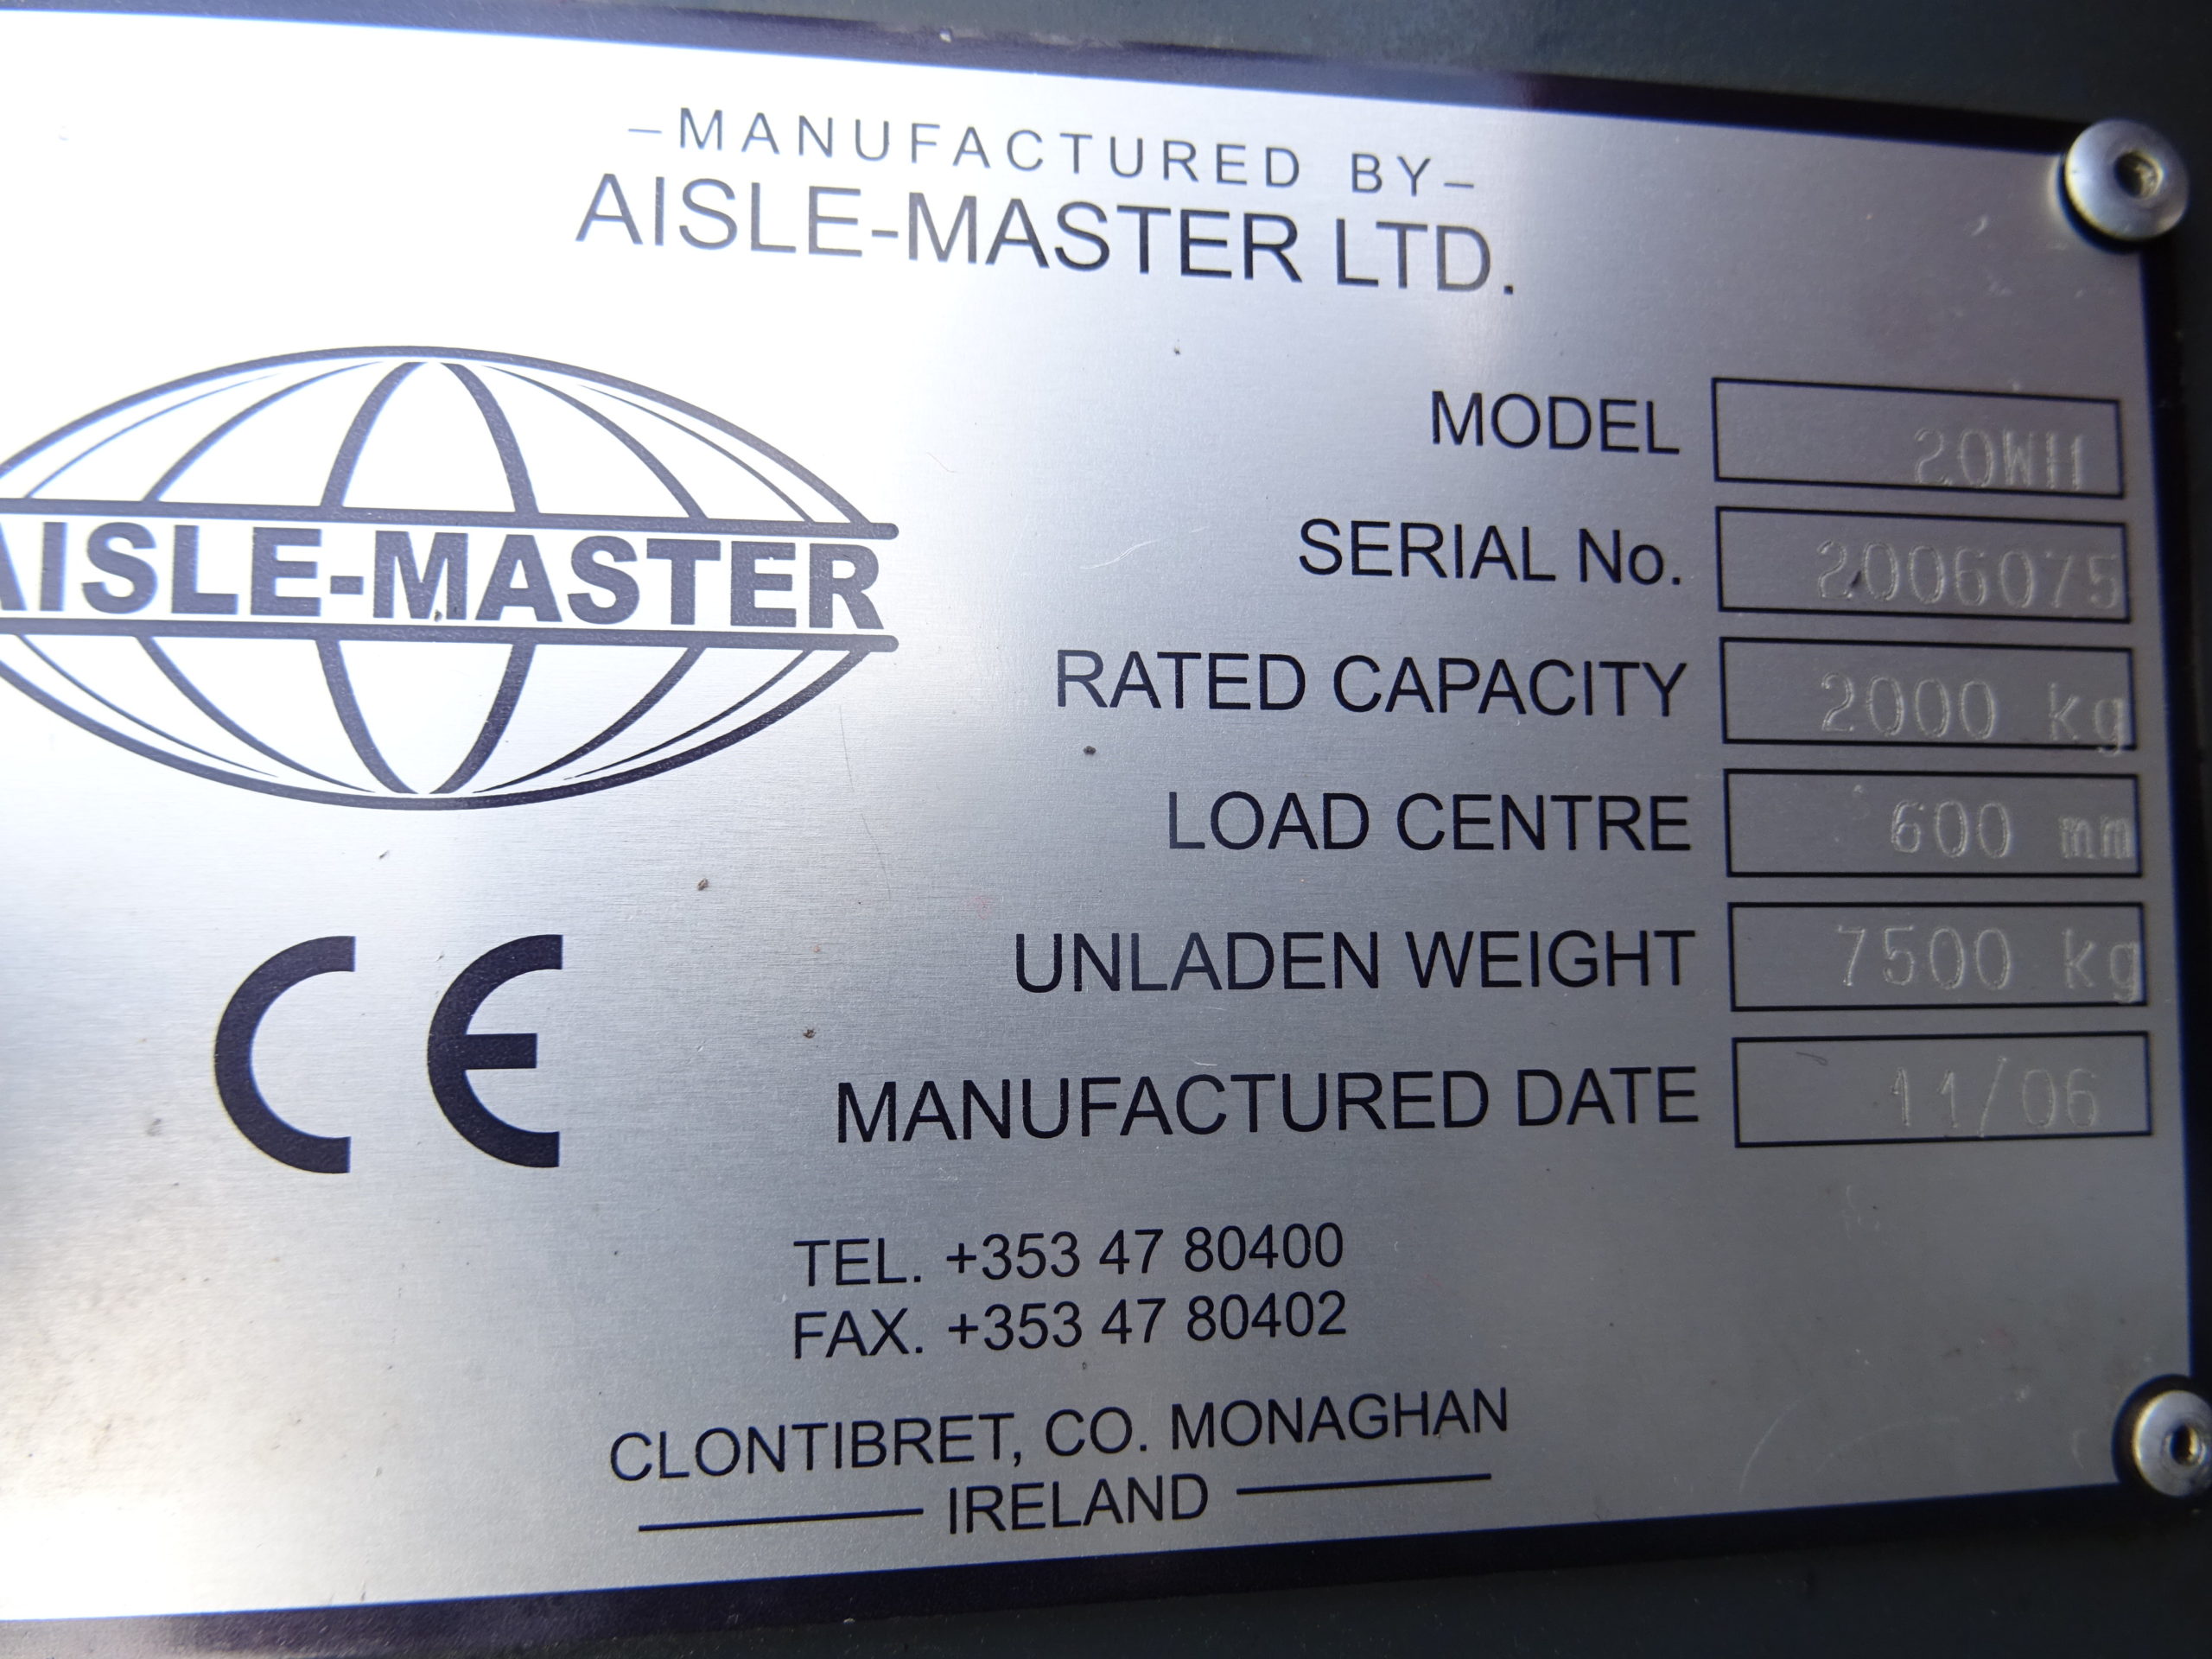 –MANUFACTURED BY–
AISLE-MASTER LTD.
AISLE-MASTER
CE
MODEL
SERIAL No. 2006075
RATED CAPACITY 2000 kg
LOAD CENTRE 600 mm
UNLADEN WEIGHT 7500 kg
MANUFACTURED DATE 11/06
TEL. +353 47 80400
FAX. +353 47 80402
CLONTIBRET, CO. MONAGHAN
IRELAND